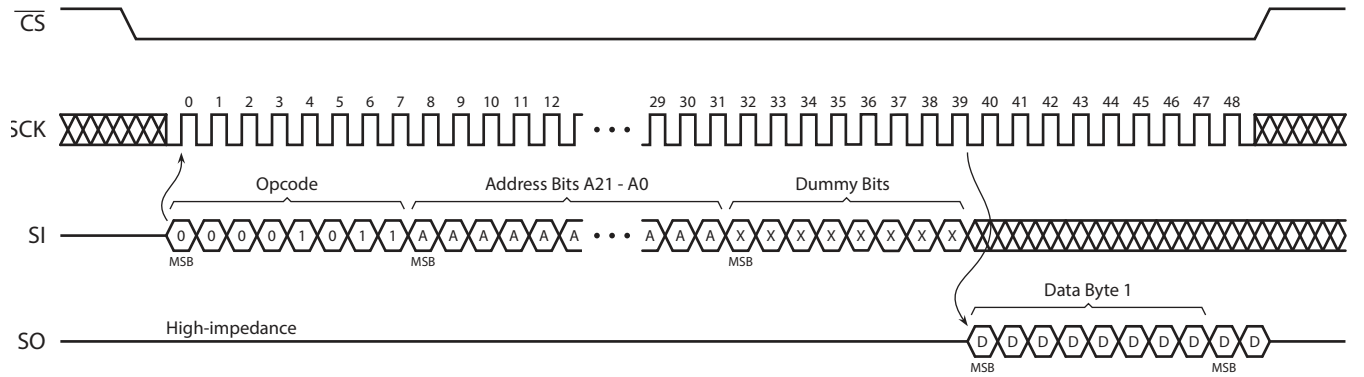 CS
0 1 2 3 4 5 6 7 8 9 10 11 12 29 30 31 32 33 34 35 36 37 38 39 40 41 42 43 44 45 46 47 48
SCK • • •
Opcode Address Bits A21 - A0 Dummy Bits
SI 0 0 0 0 1 0 1 1 A A A A A A • • • A A A X X X X X X X X
MSB MSB MSB
Data Byte 1
High-impedance
SO D D D D D D D D D D
MSB MSB